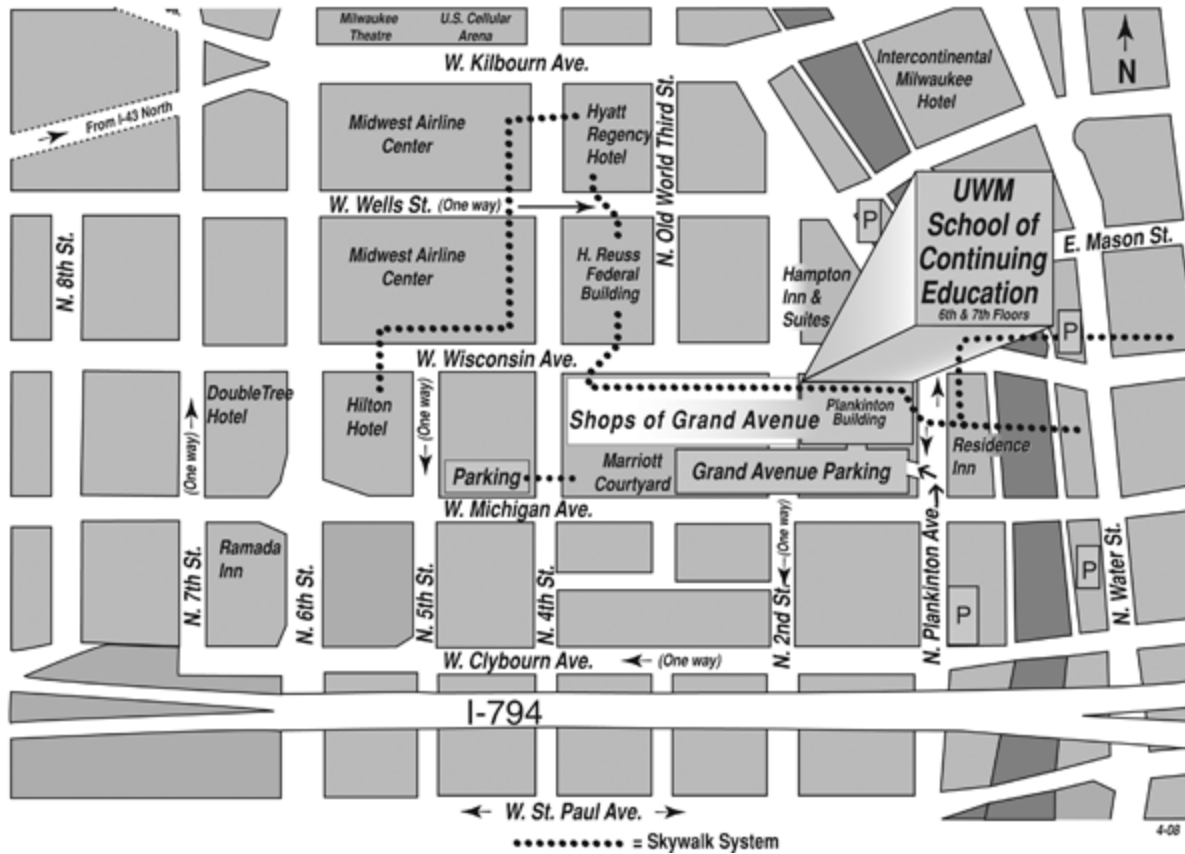 Milwaukee
Theatre
U.S. Cellular
Arena
W. Kilbourn Ave.
Intercontinental
Milwaukee
Hotel
N
From I-43 North
Midwest Airline
Center
Hyatt
Regency
Hotel
N. Old World Third St.
W. Wells St. (One way)
UWM
School of
Continuing
Education
6th & 7th Floors
P
E. Mason St.
N. 8th St.
Midwest Airline
Center
H. Reuss
Federal
Building
Hampton
Inn &
Suites
P
W. Wisconsin Ave.
DoubleTree
Hotel
(One way)
Hilton
Hotel
(One way)
Shops of Grand Avenue
Plankinton
Building
Residence
Inn
Parking
Marriott
Courtyard
Grand Avenue Parking
W. Michigan Ave.
N. 7th St.
Ramada
Inn
N. 6th St.
N. 5th St.
N. 4th St.
N. 2nd St.
(One way)
N. Plankinton Ave.
P
P
N. Water St.
W. Clybourn Ave.
(One way)
I-794
W. St. Paul Ave.
= Skywalk System
4-08